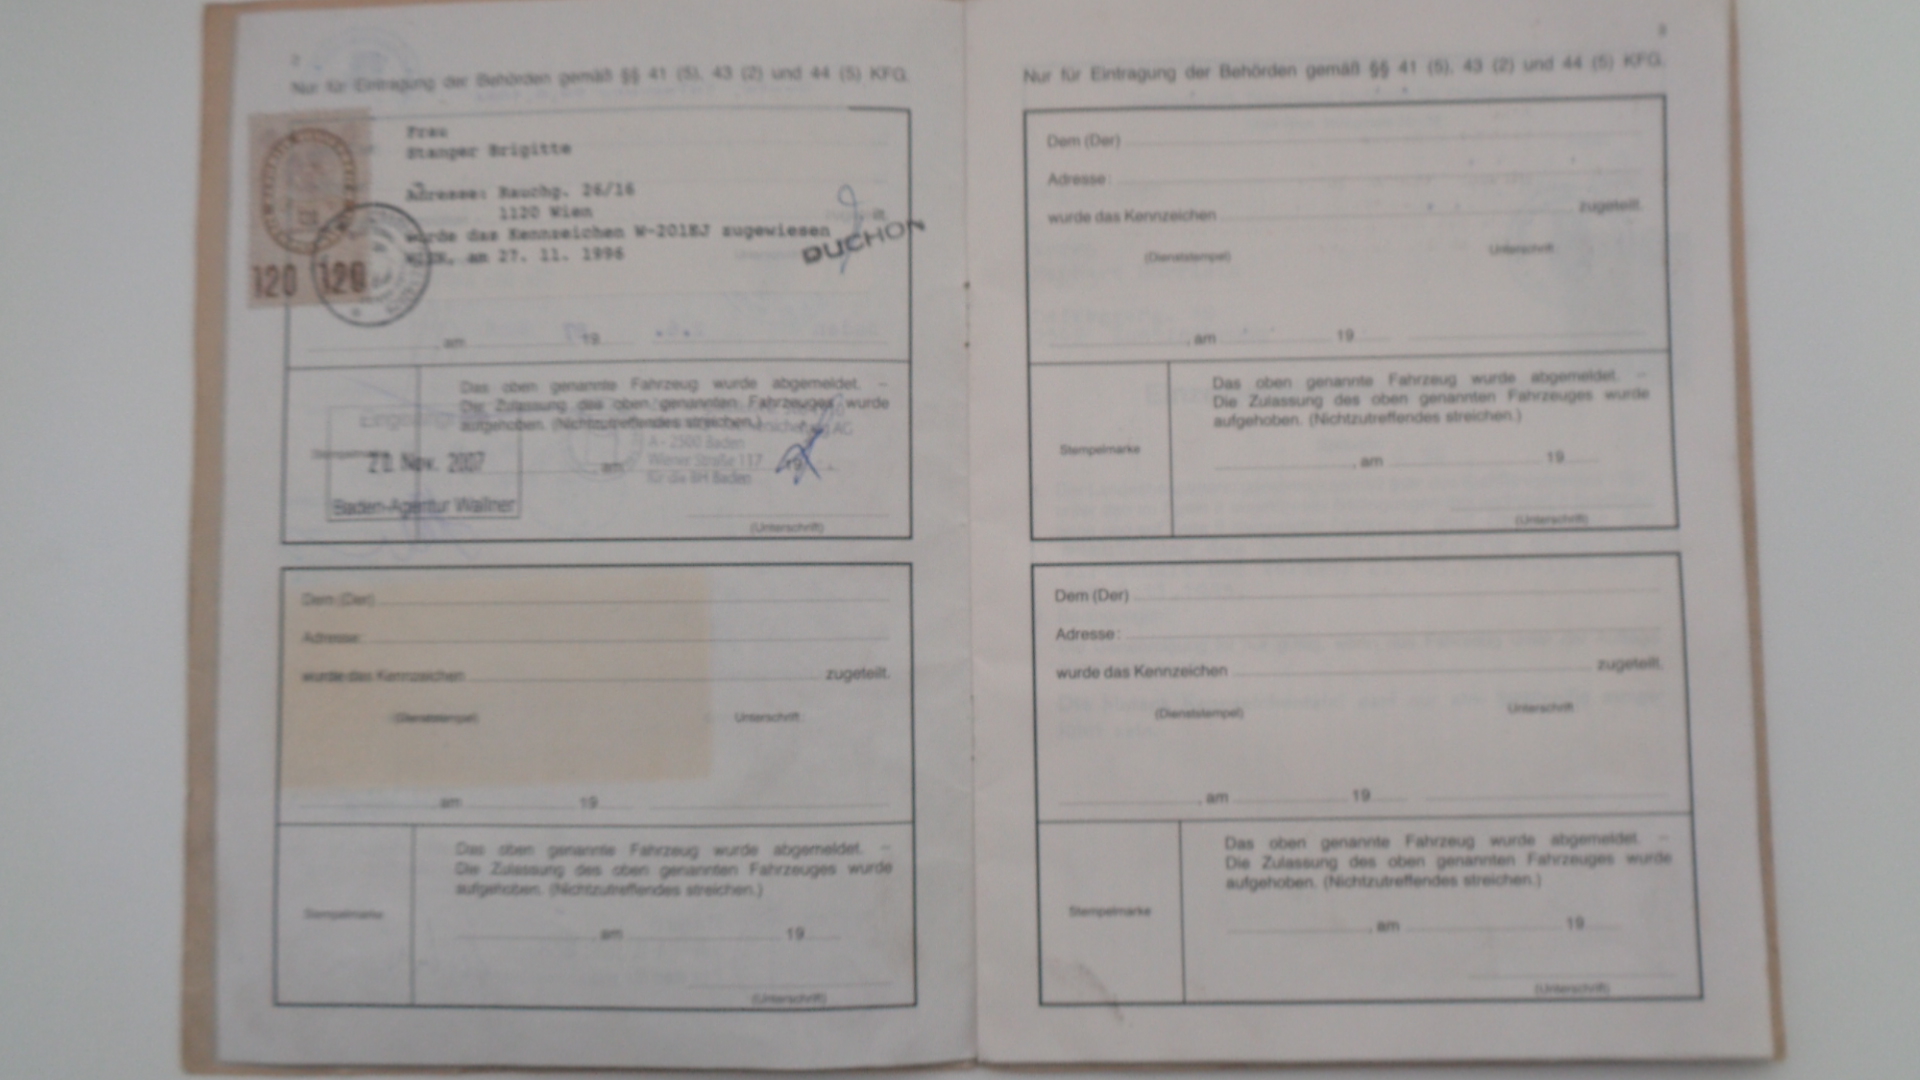 2
Nur für Eintragung der Behörden gemäß §§ 41 (5), 43 (2) und 44 (5) KFG.
Frau
Stanger Brigitte
Adresse: Rauchg. 26/16
1120 Wien
wurde das Kennzeichen W-201BJ zugewiesen
WIEN, am 27. 11. 1996
DUCHON
120 120
, am 19
Das oben genannte Fahrzeug wurde abgemeldet. –
Die Zulassung des oben genannten Fahrzeuges wurde
aufgehoben. (Nichtzutreffendes streichen.)
Stempelmarke
, am 19
(Unterschrift)
20. Nov. 2007
Baden-Agentur Wallner
AG
A - 2500 Baden
Wiener Straße 117
für die BH Baden
Dem (Der)
Adresse:
wurde das Kennzeichen zugeteilt.
(Dienststempel) Unterschrift:
, am 19
Das oben genannte Fahrzeug wurde abgemeldet. –
Die Zulassung des oben genannten Fahrzeuges wurde
aufgehoben. (Nichtzutreffendes streichen.)
Stempelmarke
, am 19
(Unterschrift)
3
Nur für Eintragung der Behörden gemäß §§ 41 (5), 43 (2) und 44 (5) KFG.
Dem (Der)
Adresse:
wurde das Kennzeichen zugeteilt.
(Dienststempel) Unterschrift:
, am 19
Das oben genannte Fahrzeug wurde abgemeldet. –
Die Zulassung des oben genannten Fahrzeuges wurde
aufgehoben. (Nichtzutreffendes streichen.)
Stempelmarke
, am 19
(Unterschrift)
Dem (Der)
Adresse:
wurde das Kennzeichen zugeteilt.
(Dienststempel) Unterschrift
, am 19
Das oben genannte Fahrzeug wurde abgemeldet. –
Die Zulassung des oben genannten Fahrzeuges wurde
aufgehoben. (Nichtzutreffendes streichen.)
Stempelmarke
, am 19
(Unterschrift)